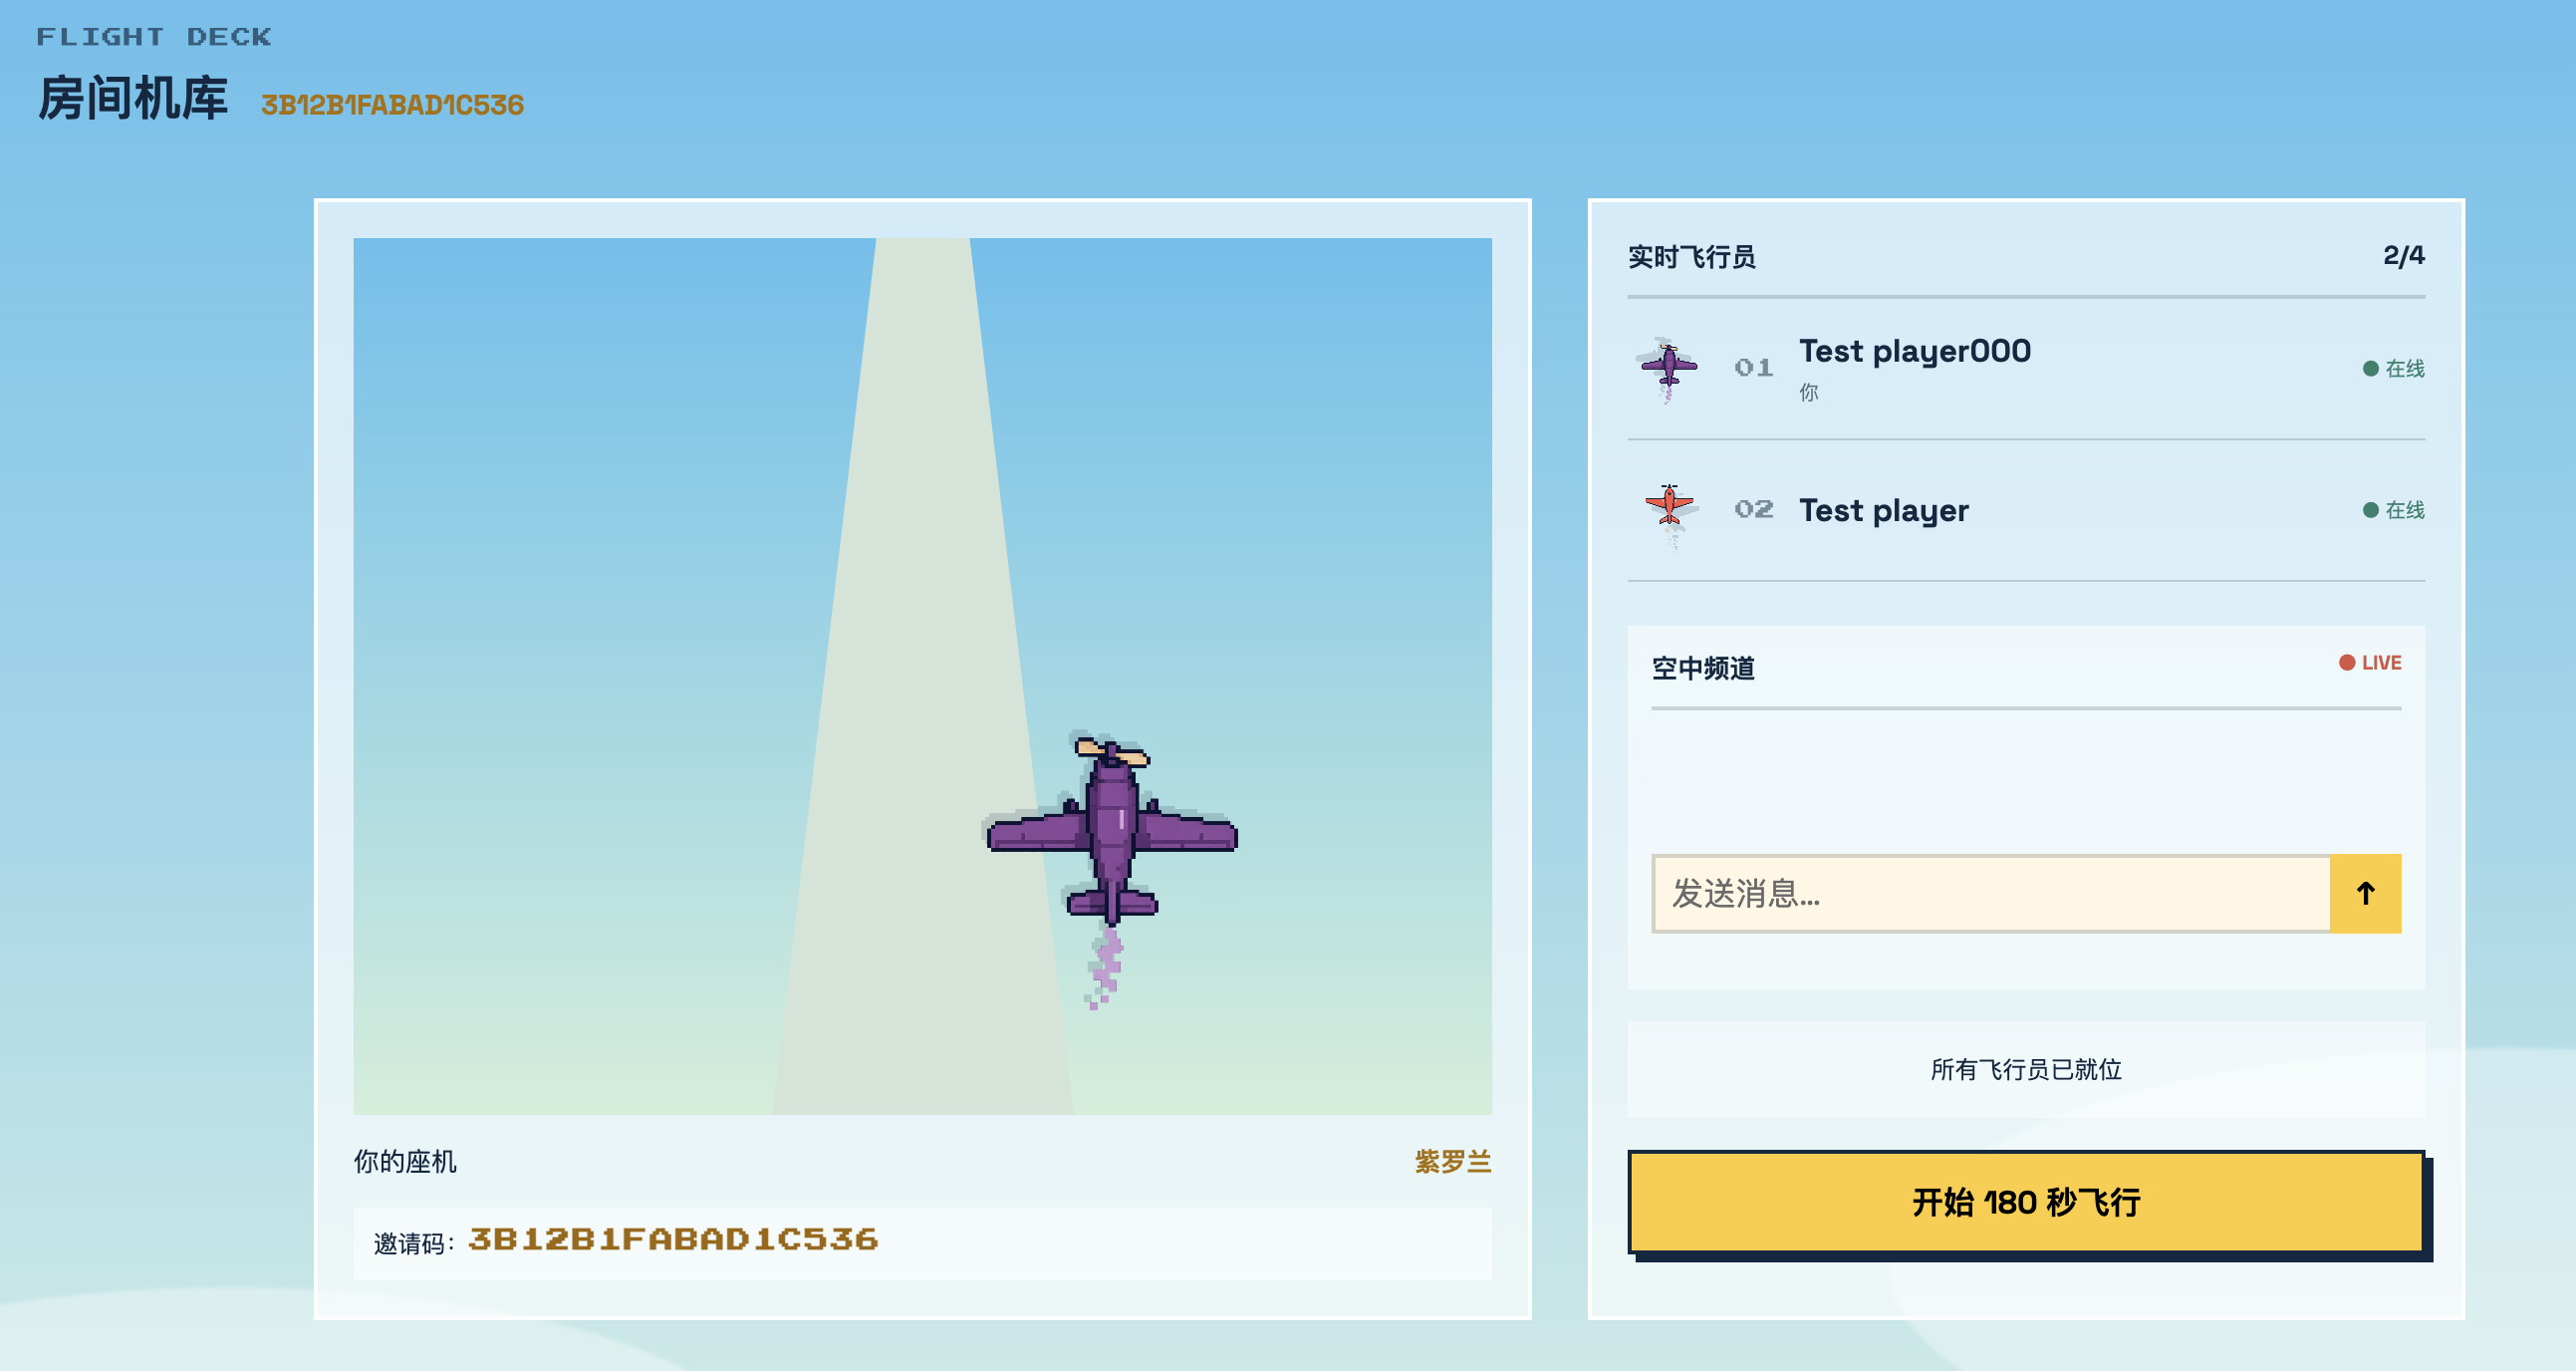 FLIGHT DECK
房间机库 3B12B1FABAD1C536
实时飞行员 2/4
01 Test player000 在线
你
02 Test player 在线
空中频道 LIVE
发送消息... ↑
所有飞行员已就位
开始 180 秒飞行
你的座机 紫罗兰
邀请码: 3B12B1FABAD1C536